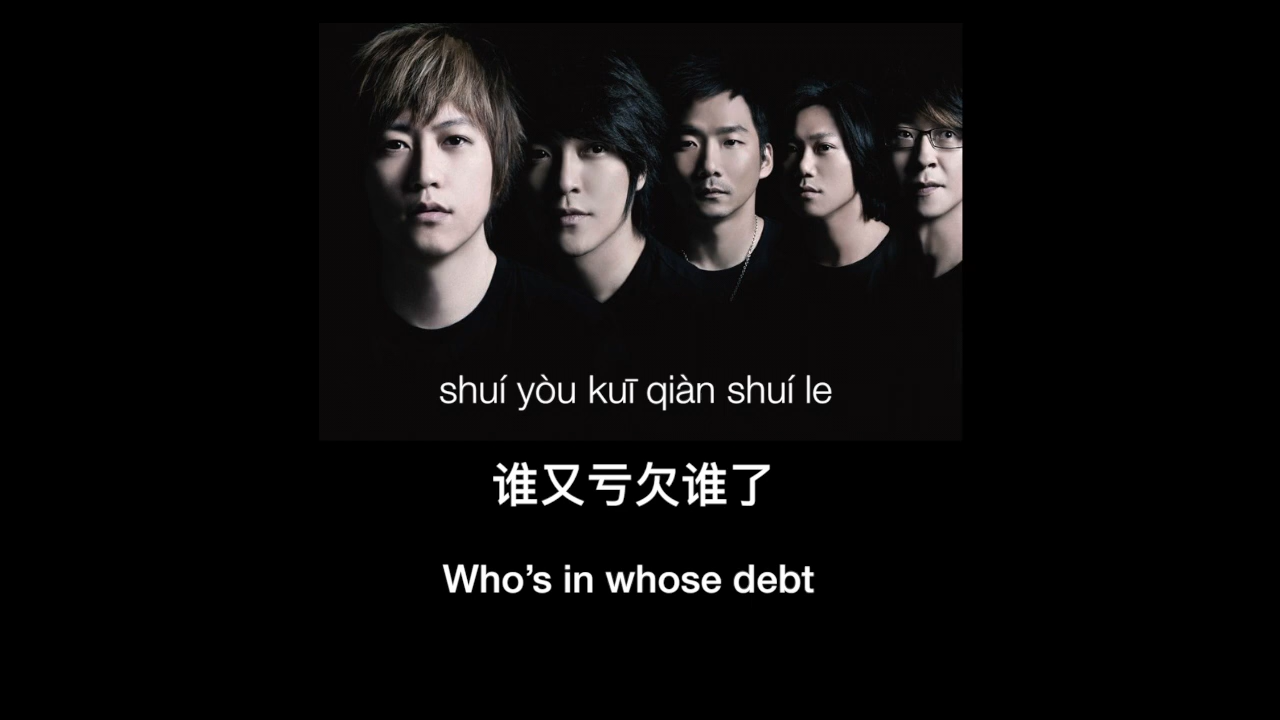 shuí yòu kuī qiàn shuí le
谁又亏欠谁了
Who’s in whose debt